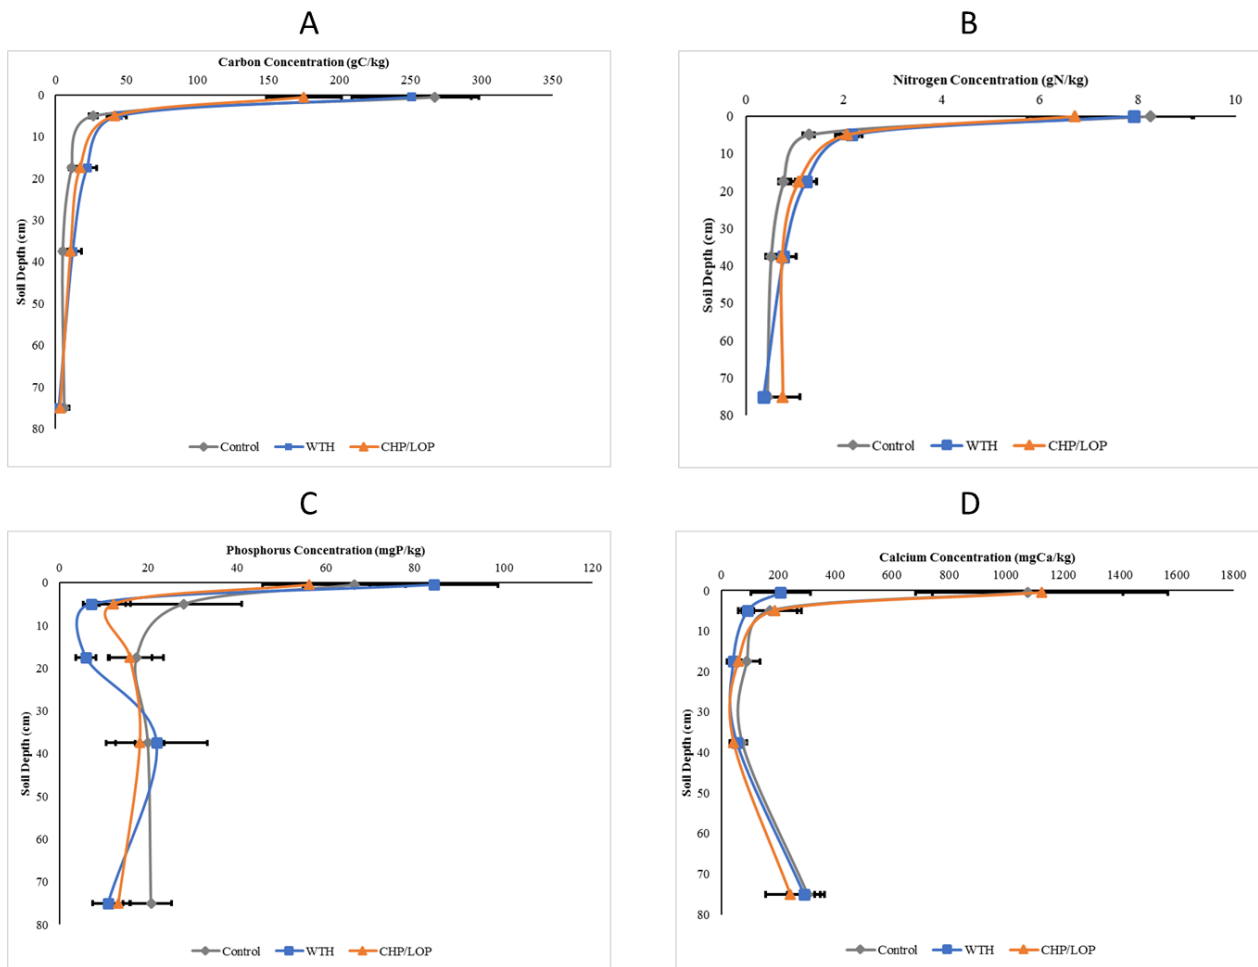 A
Carbon Concentration (gC/kg)
0 50 100 150 200 250 300 350
0
10
20
30
40
50
60
70
80
Soil Depth (cm)
Control WTH CHP/LOP
B
Nitrogen Concentration (gN/kg)
0 2 4 6 8 10
0
10
20
30
40
50
60
70
80
Soil Depth (cm)
Control WTH CHP/LOP
C
Phosphorus Concentration (mgP/kg)
0 20 40 60 80 100 120
0
10
20
30
40
50
60
70
80
Soil Depth (cm)
Control WTH CHP/LOP
D
Calcium Concentration (mgCa/kg)
0 200 400 600 800 1000 1200 1400 1600 1800
0
10
20
30
40
50
60
70
80
Soil Depth (cm)
Control WTH CHP/LOP